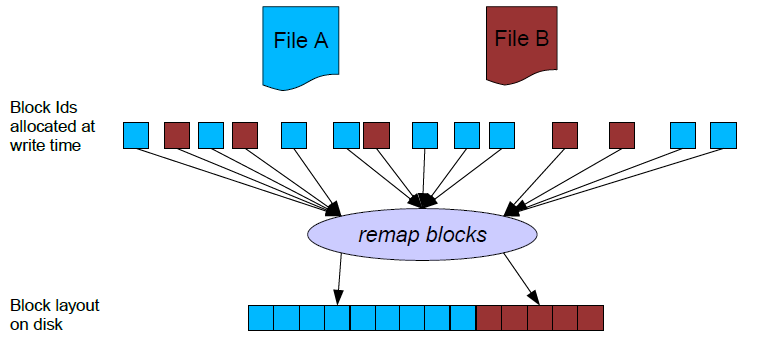 File A
File B
Block Ids
allocated at
write time
remap blocks
Block layout
on disk